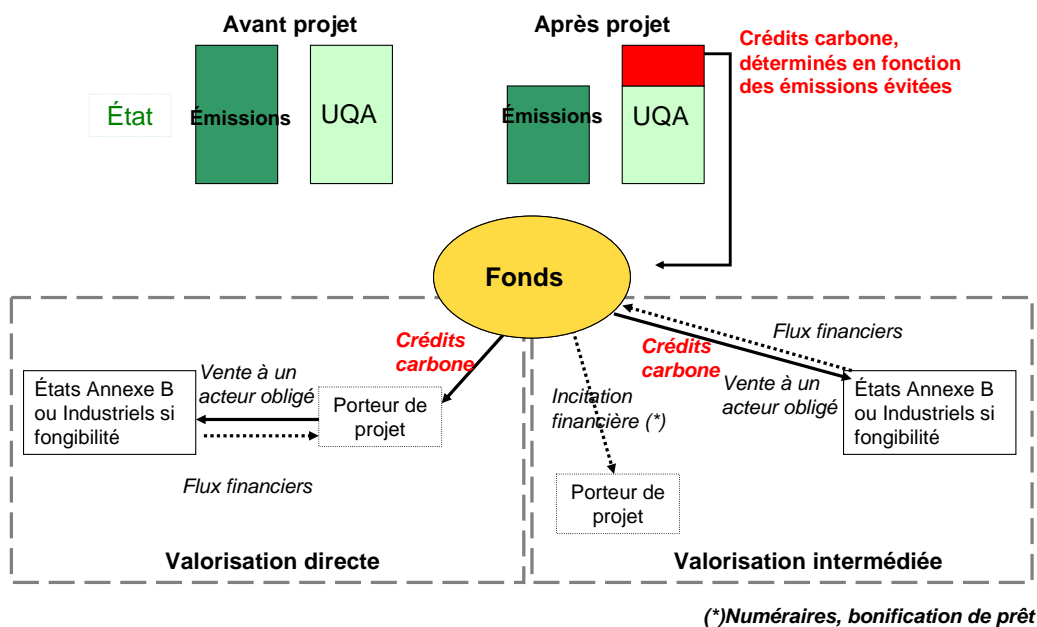 Avant projet
Après projet
Crédits carbone,
déterminés en fonction
des émissions évitées
État
Émissions
UQA
Émissions
UQA
Fonds
Crédits
carbone
Vente à un
acteur obligé
États Annexe B
ou Industriels si
fongibilité
Porteur de
projet
Flux financiers
Valorisation directe
Flux financiers
Crédits
carbone
Vente à un
acteur obligé
États Annexe B
ou Industriels si
fongibilité
Incitation
financière (*)
Porteur de
projet
Valorisation intermédiée
(*)Numéraires, bonification de prêt